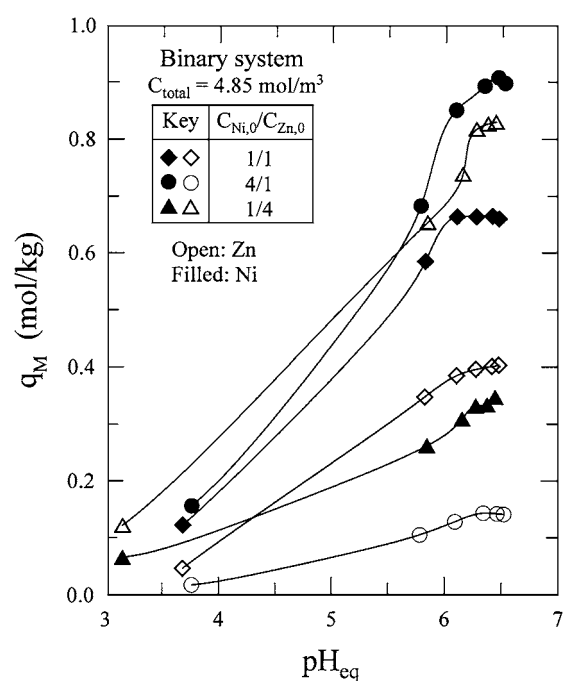 1.0
0.8
0.6
0.4
0.2
0.0
q_M (mol/kg)
Binary system
C_total = 4.85 mol/m³
Key C_Ni,0/C_Zn,0
◆ ◇ 1/1
● ○ 4/1
▲ △ 1/4
Open: Zn
Filled: Ni
3 4 5 6 7
pH_eq